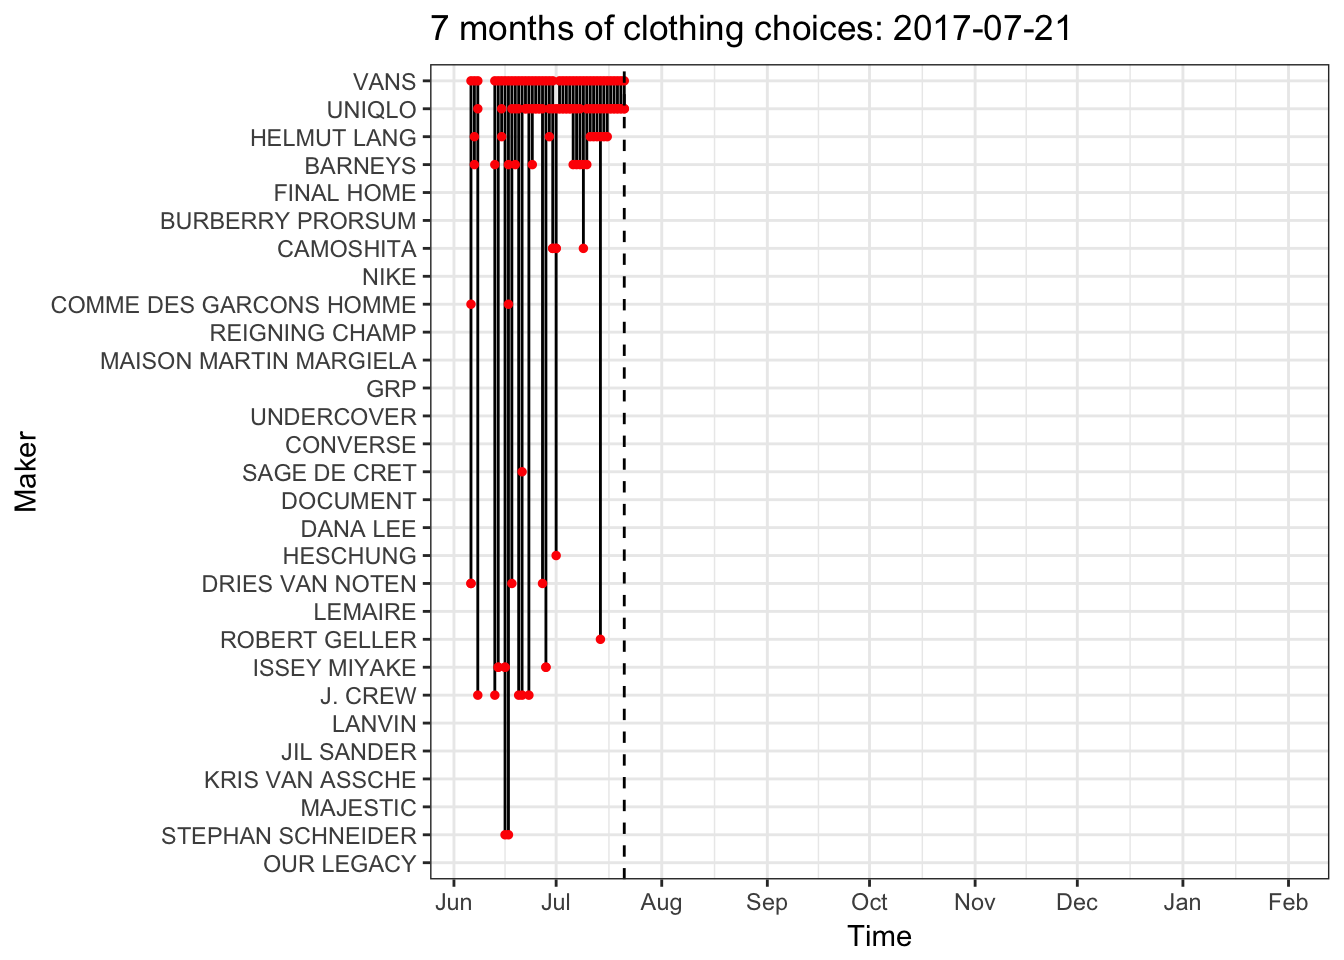 7 months of clothing choices: 2017-07-21
VANS
UNIQLO
HELMUT LANG
BARNEYS
FINAL HOME
BURBERRY PRORSUM
CAMOSHITA
NIKE
COMME DES GARCONS HOMME
REIGNING CHAMP
MAISON MARTIN MARGIELA
GRP
UNDERCOVER
CONVERSE
SAGE DE CRET
DOCUMENT
DANA LEE
HESCHUNG
DRIES VAN NOTEN
LEMAIRE
ROBERT GELLER
ISSEY MIYAKE
J. CREW
LANVIN
JIL SANDER
KRIS VAN ASSCHE
MAJESTIC
STEPHAN SCHNEIDER
OUR LEGACY
Maker
Jun Jul Aug Sep Oct Nov Dec Jan Feb
Time